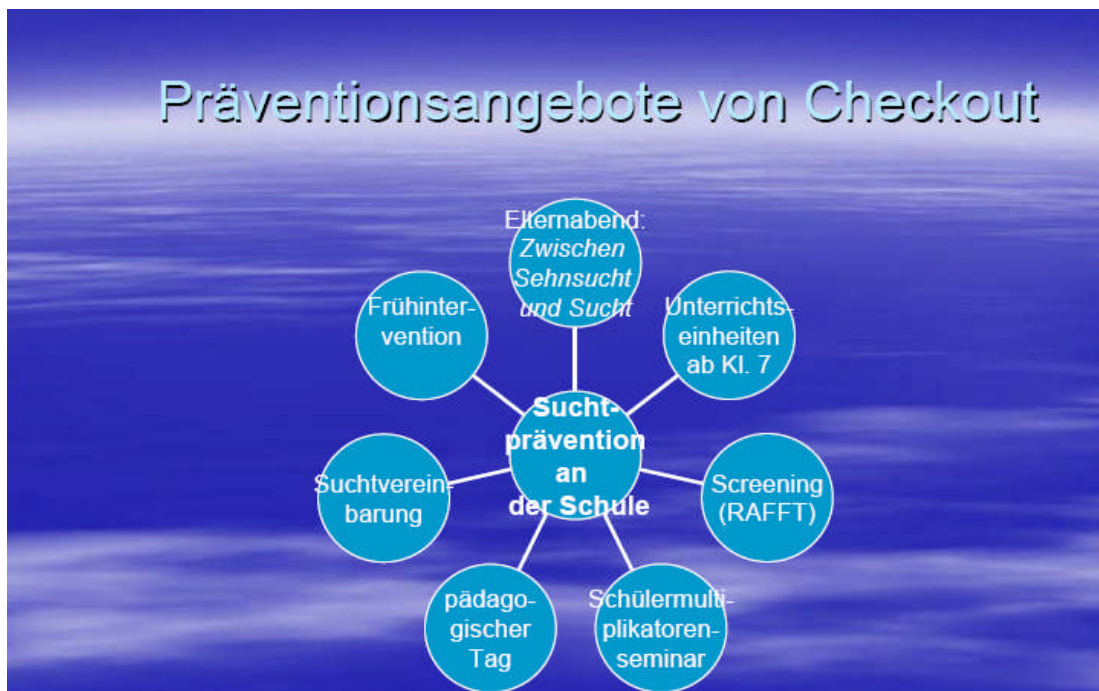 Präventionsangebote von Checkout
Elternabend:
Zwischen
Sehnsucht
und Sucht
Unterrichts-
einheiten
ab Kl. 7
Screening
(RAFFT)
Schülermulti-
plikatoren-
seminar
pädago-
gischer
Tag
Suchtverein-
barung
Frühinter-
vention
Sucht-
prävention
an
der Schule